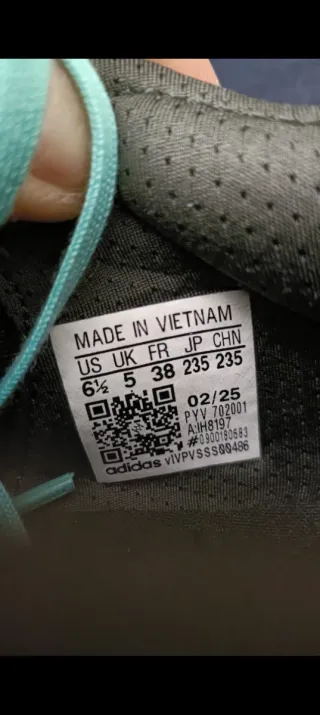 MADE IN VIETNAM
US UK FR JP CHN
6½ 5 38 235 235
02/25
PYV 702001
A:IH8197
#0900180583
adidas vIVPVSSS00486